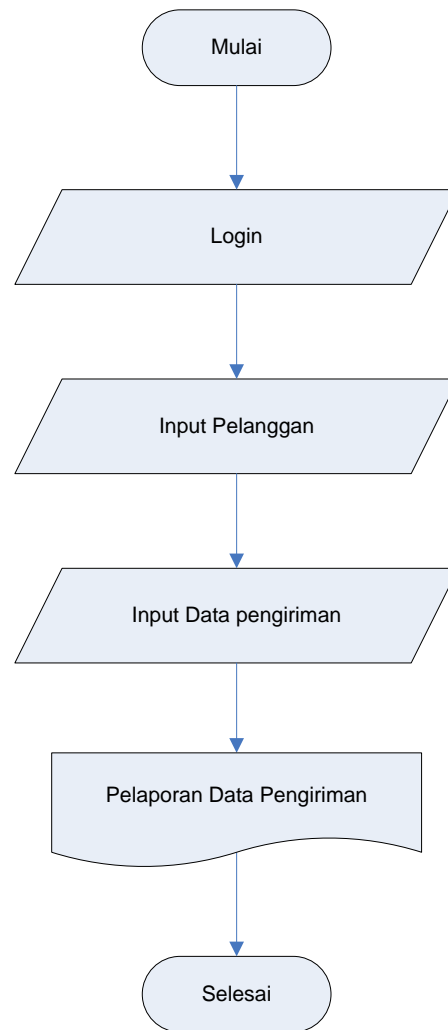 Mulai
Login
Input Pelanggan
Input Data pengiriman
Pelaporan Data Pengiriman
Selesai